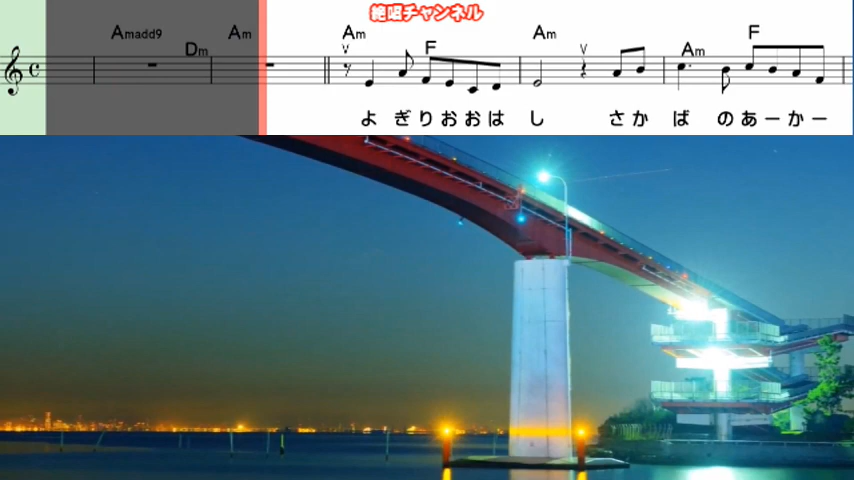 絶唱チャンネル
Amadd9 Dm Am Am F Am Am F
よ ぎ り お お は し さ か ば の あ ー か ー